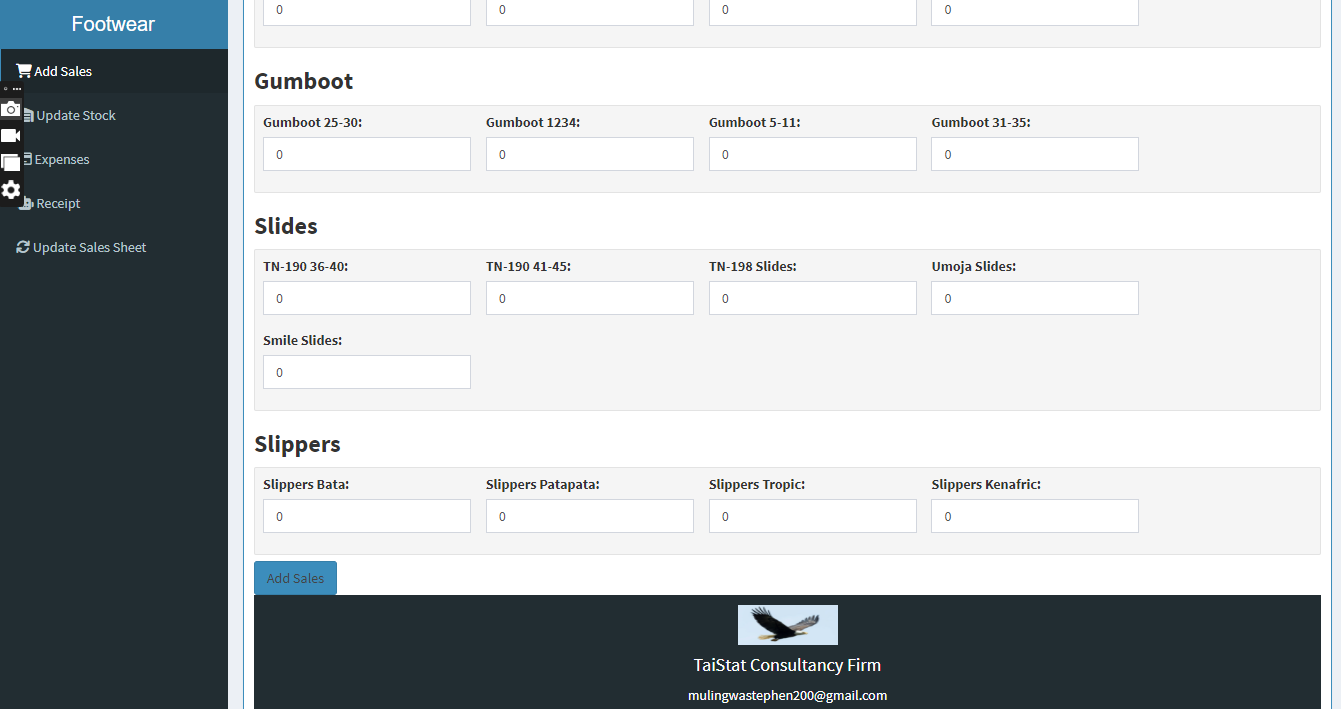 Footwear
Add Sales
Update Stock
Expenses
Receipt
Update Sales Sheet
0 0 0 0
Gumboot
Gumboot 25-30: Gumboot 1234: Gumboot 5-11: Gumboot 31-35:
0 0 0 0
Slides
TN-190 36-40: TN-190 41-45: TN-198 Slides: Umoja Slides:
0 0 0 0
Smile Slides:
0
Slippers
Slippers Bata: Slippers Patapata: Slippers Tropic: Slippers Kenafric:
0 0 0 0
Add Sales
TaiStat Consultancy Firm
mulingwastephen200@gmail.com